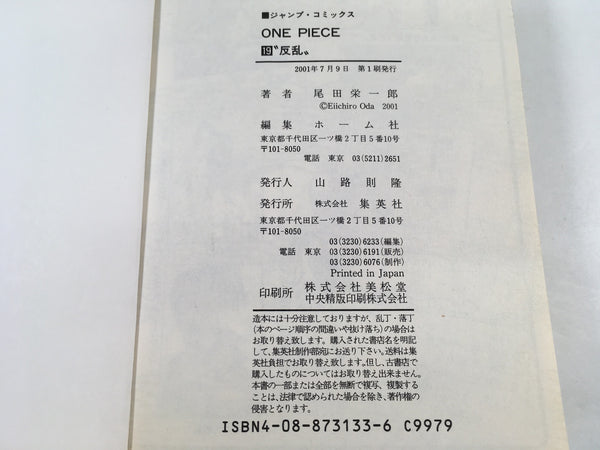 ■ジャンプ・コミックス
ONE PIECE
19〝反乱〟
2001年7月9日 第1刷発行
著者 尾田栄一郎
©Eiichiro Oda 2001
編集 ホーム社
東京都千代田区一ツ橋2丁目5番10号
〒101-8050
電話 東京 03(5211)2651
発行人 山路則隆
発行所 株式会社 集英社
東京都千代田区一ツ橋2丁目5番10号
〒101-8050
03(3230)6233(編集)
電話 東京 03(3230)6191(販売)
03(3230)6076(制作)
Printed in Japan
印刷所 株式会社美松堂
中央精版印刷株式会社
造本には十分注意しておりますが、乱丁・落丁
(本のページ順序の間違いや抜け落ち)の場合は
お取り替え致します。購入された書店名を明記
して、集英社制作部宛にお送り下さい。送料は集
英社負担でお取り替え致します。但し、古書店で
購入したものについてはお取り替え出来ません。
本書の一部または全部を無断で複写、複製するこ
とは、法律で認められた場合を除き、著作権の
侵害となります。
ISBN4-08-873133-6 C9979